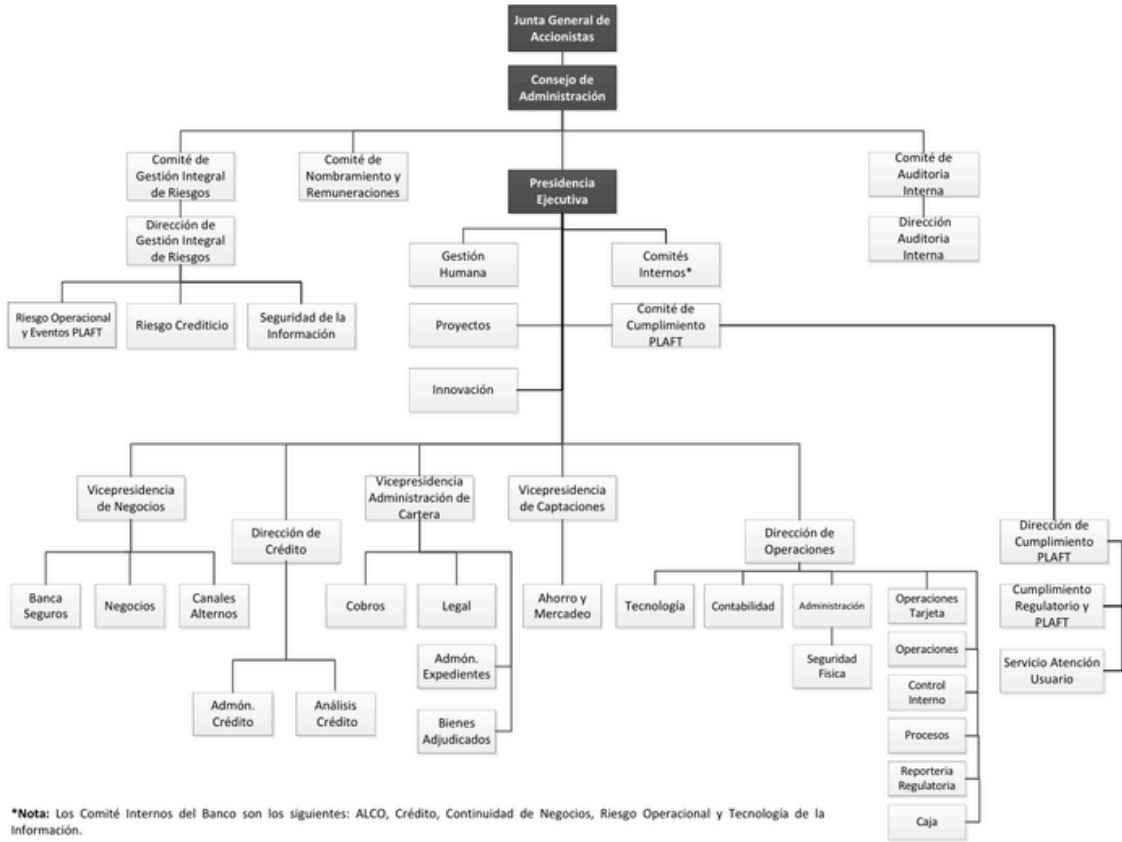 Junta General de
Accionistas
Consejo de
Administración
Comité de
Gestión Integral
de Riesgos
Comité de
Nombramiento y
Remuneraciones
Presidencia
Ejecutiva
Comité de
Auditoria
Interna
Dirección de
Gestión Integral
de Riesgos
Dirección
Auditoria
Interna
Gestión
Humana
Comités
Internos*
Riesgo Operacional
y Eventos PLAFT
Riesgo Crediticio
Seguridad de la
Información
Proyectos
Comité de
Cumplimiento
PLAFT
Innovación
Vicepresidencia
de Negocios
Dirección de
Crédito
Vicepresidencia
Administración de
Cartera
Vicepresidencia
de Captaciones
Dirección de
Operaciones
Dirección de
Cumplimiento
PLAFT
Banca
Seguros
Negocios
Canales
Alternos
Cobros
Legal
Ahorro y
Mercadeo
Tecnología
Contabilidad
Administración
Operaciones
Tarjeta
Cumplimiento
Regulatorio y
PLAFT
Admón.
Expedientes
Seguridad
Fisica
Operaciones
Servicio Atención
Usuario
Admón.
Crédito
Análisis
Crédito
Bienes
Adjudicados
Control
Interno
Procesos
Reporteria
Regulatoria
Caja
*Nota: Los Comité Internos del Banco son los siguientes: ALCO, Crédito, Continuidad de Negocios, Riesgo Operacional y Tecnología de la
Información.